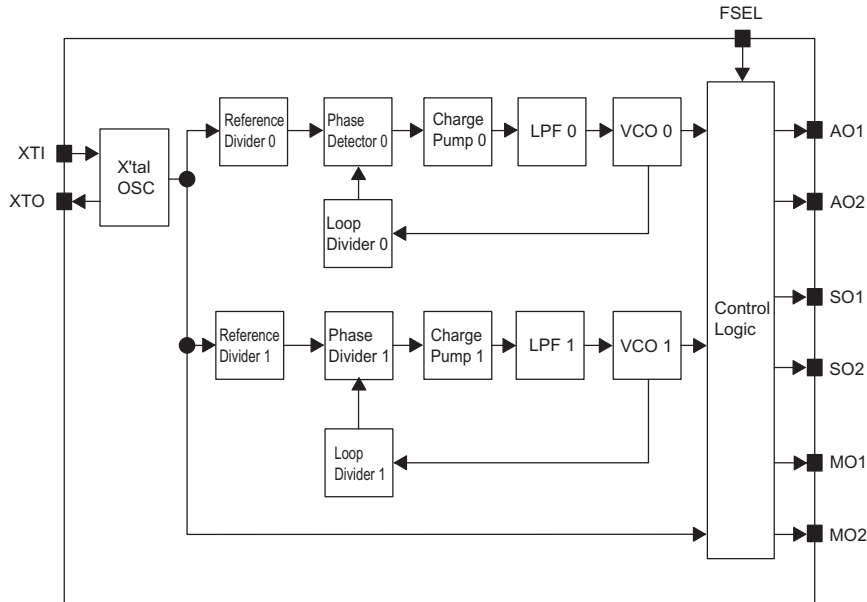 FSEL
Reference
Divider 0
Phase
Detector 0
Charge
Pump 0
LPF 0
VCO 0
AO1
XTI
X'tal
OSC
XTO
AO2
Loop
Divider 0
SO1
Control
Logic
Reference
Divider 1
Phase
Divider 1
Charge
Pump 1
LPF 1
VCO 1
SO2
Loop
Divider 1
MO1
MO2